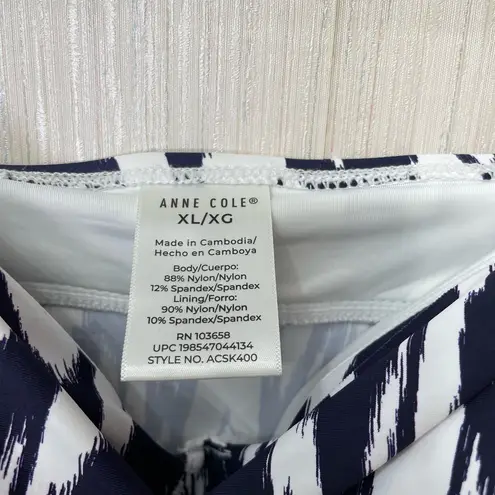 ANNE COLE®
XL/XG
Made in Cambodia/
Hecho en Camboya
Body/Cuerpo:
88% Nylon/Nylon
12% Spandex/Spandex
Lining/Forro:
90% Nylon/Nylon
10% Spandex/Spandex
RN 103658
UPC 198547044134
STYLE NO. ACSK400